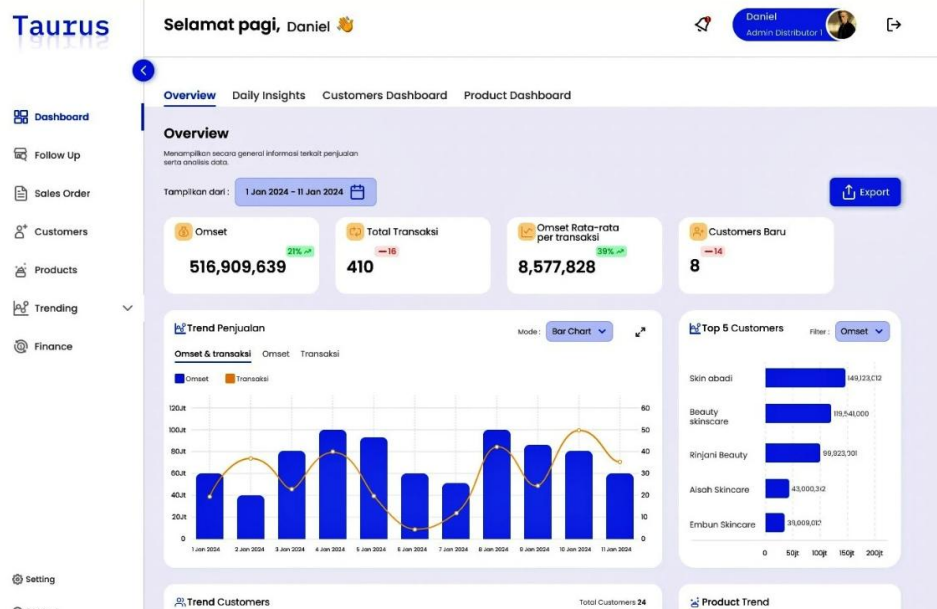 Taurus
Selamat pagi, Daniel 👋
Daniel
Admin Distributor 1
Dashboard
Follow Up
Sales Order
Customers
Products
Trending
Finance
Setting
Overview Daily Insights Customers Dashboard Product Dashboard
Overview
Menampilkan secara general informasi terkait penjualan
serta analisis data.
Tampilkan dari : 1 Jan 2024 - 11 Jan 2024
Export
Omset
21%
516,909,639
Total Transaksi
-16
410
Omset Rata-rata
per transaksi
39%
8,577,828
Customers Baru
-14
8
Trend Penjualan
Mode : Bar Chart
Omset & transaksi Omset Transaksi
Omset Transaksi
120Jt 60
100Jt 50
80Jt 40
60Jt 30
40Jt 20
20Jt 10
0 0
1 Jan 2024 2 Jan 2024 3 Jan 2024 4 Jan 2024 5 Jan 2024 6 Jan 2024 7 Jan 2024 8 Jan 2024 9 Jan 2024 10 Jan 2024 11 Jan 2024
Top 5 Customers
Filter : Omset
Skin abadi
Beauty
skinscare
119,541,000
Rinjani Beauty
Aisah Skincare
Embun Skincare
0 50jt 100jt 150jt 200jt
Trend Customers
Total Customers 24
Product Trend